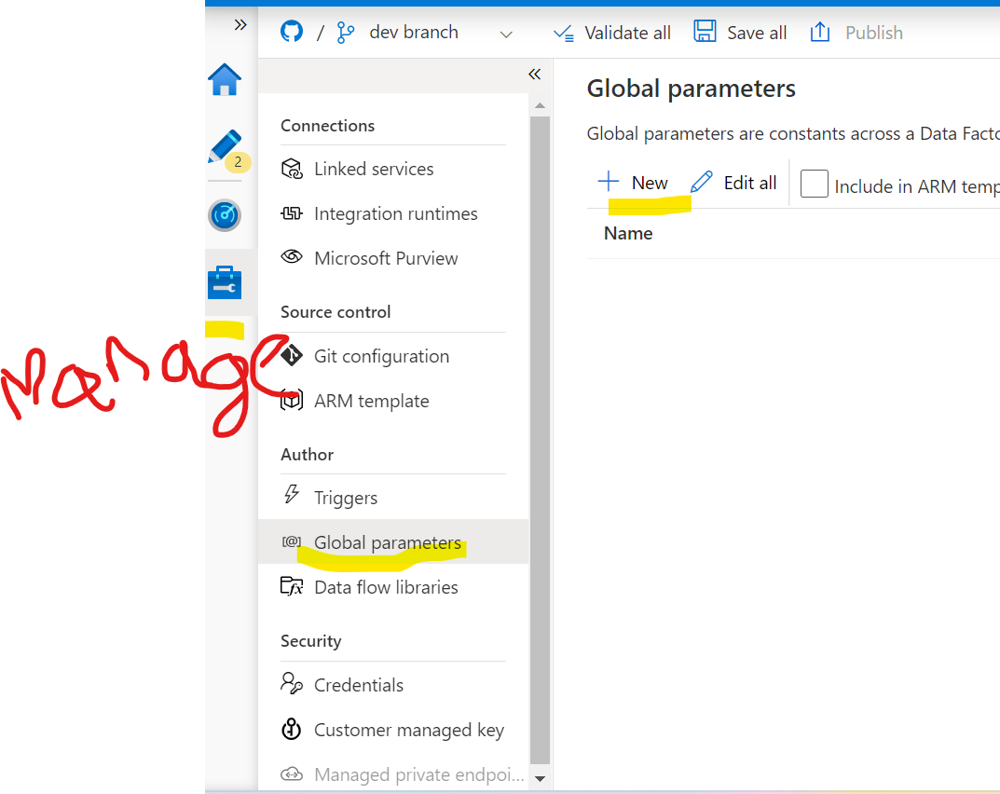 / dev branch Validate all Save all Publish
Global parameters
Global parameters are constants across a Data Facto
New Edit all Include in ARM temp
Name
2
Manage
Connections
Linked services
Integration runtimes
Microsoft Purview
Source control
Git configuration
ARM template
Author
Triggers
[@] Global parameters
Data flow libraries
Security
Credentials
Customer managed key
Managed private endpoi...